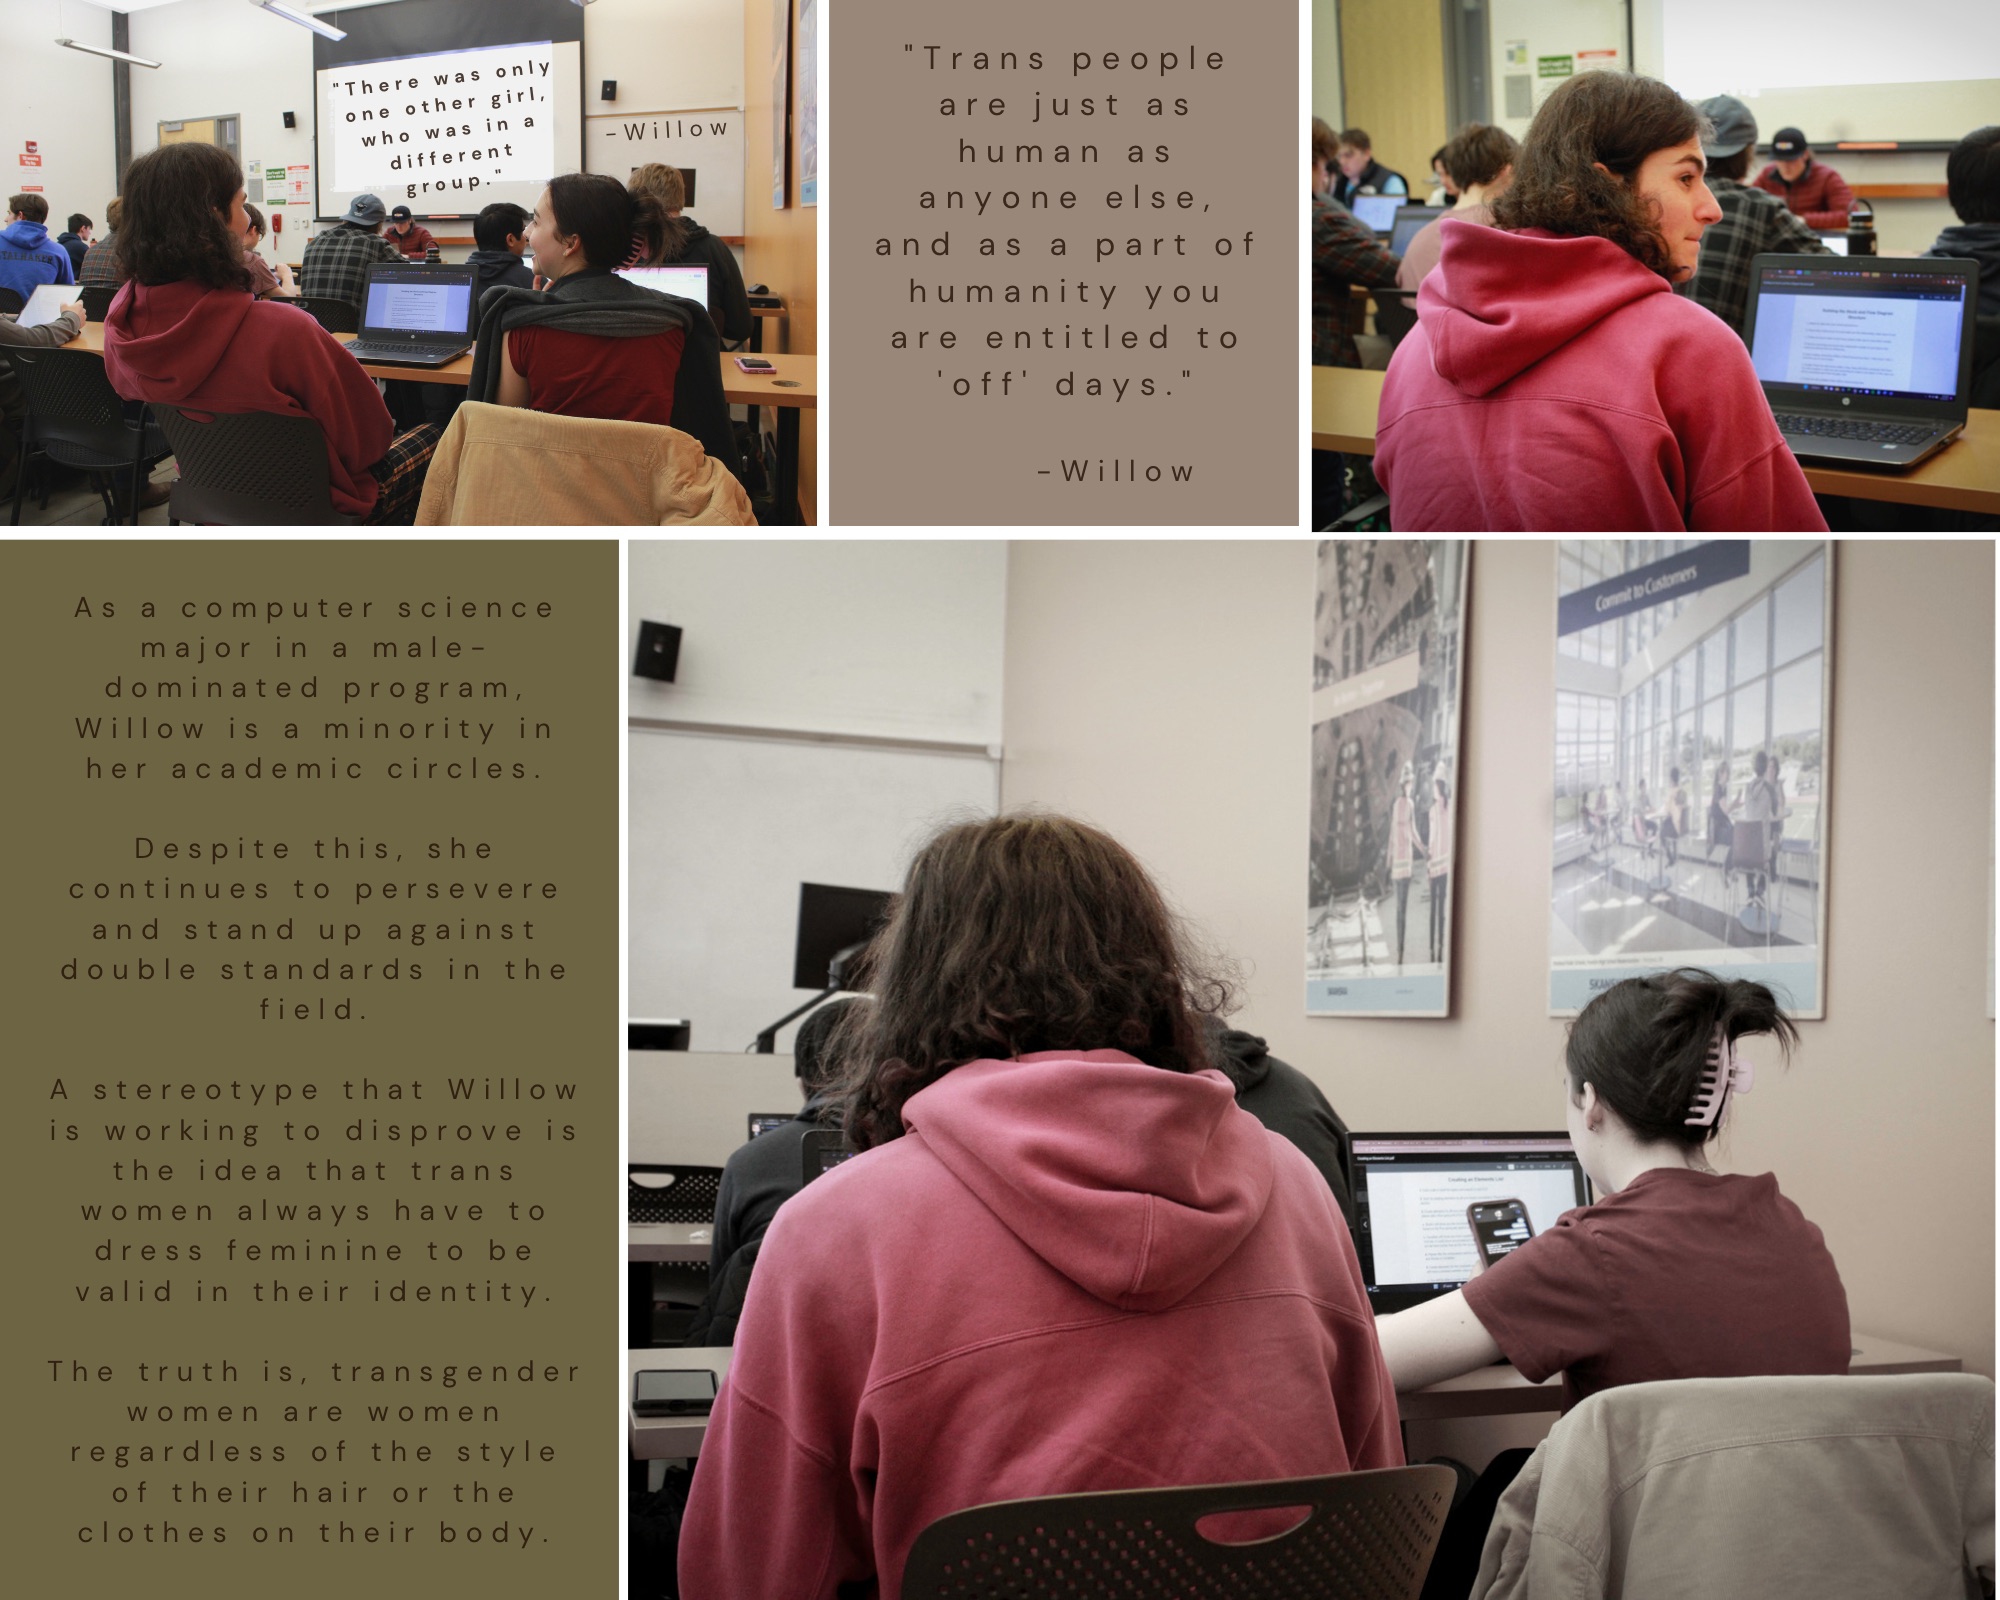 "There was only
one other girl,
who was in a
different
group."
-Willow
"Trans people
are just as
human as
anyone else,
and as a part of
humanity you
are entitled to
'off' days."
-Willow
As a computer science
major in a male-
dominated program,
Willow is a minority in
her academic circles.
Despite this, she
continues to persevere
and stand up against
double standards in the
field.
A stereotype that Willow
is working to disprove is
the idea that trans
women always have to
dress feminine to be
valid in their identity.
The truth is, transgender
women are women
regardless of the style
of their hair or the
clothes on their body.
Commit to Customers
SKANSKA
Creating an Elements List